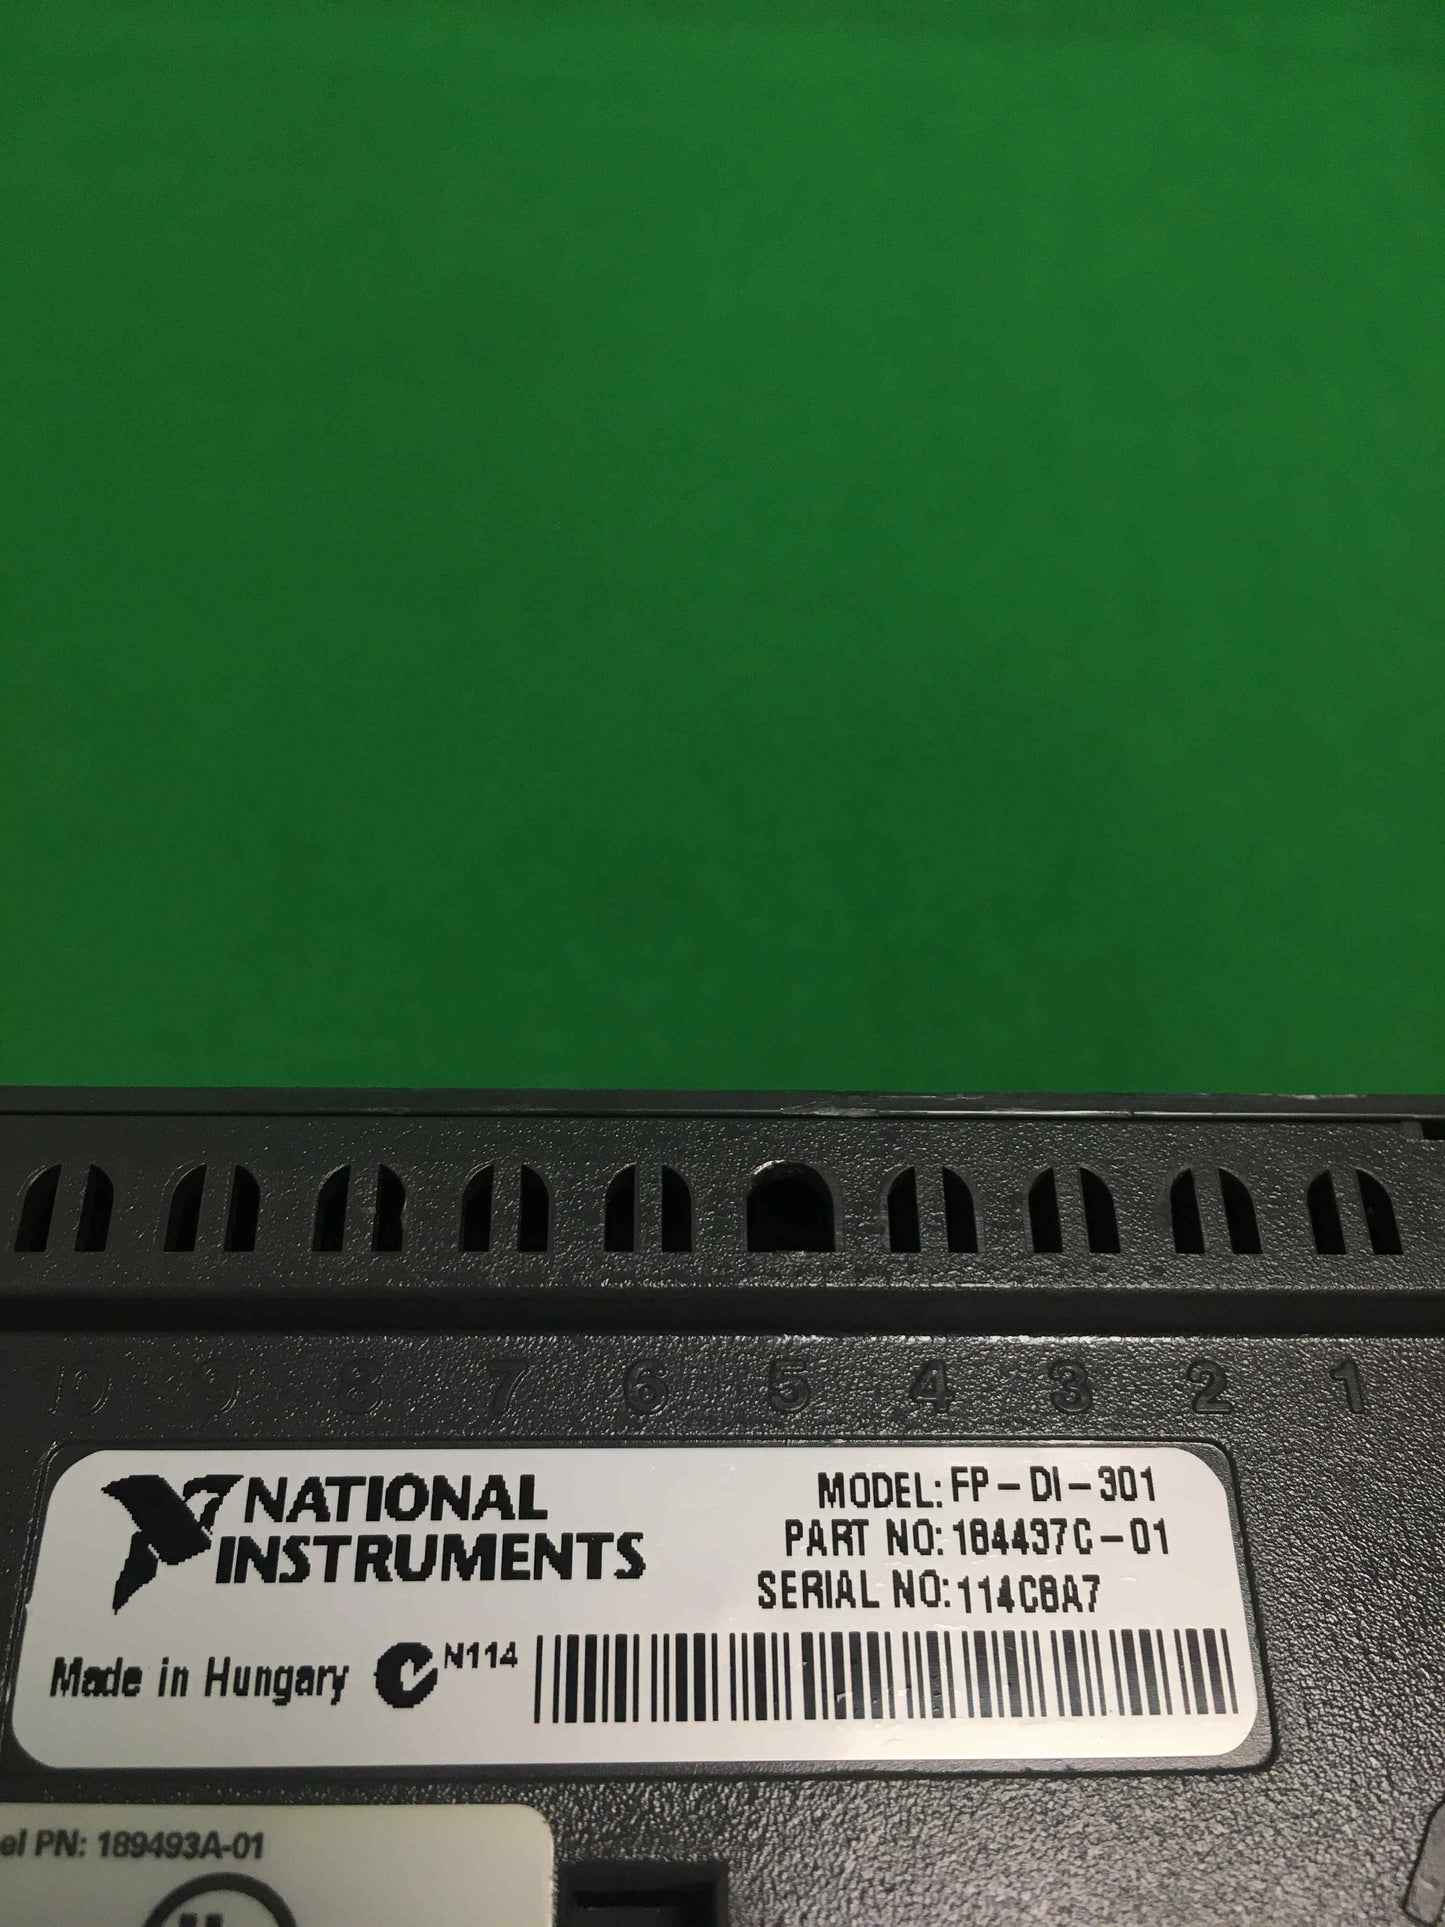 10 9 8 7 6 5 4 3 2 1
NATIONAL
INSTRUMENTS
MODEL: FP-DI-301
PART NO: 184437C-01
SERIAL NO:
Made in Hungary N114
el PN: 189493A-01